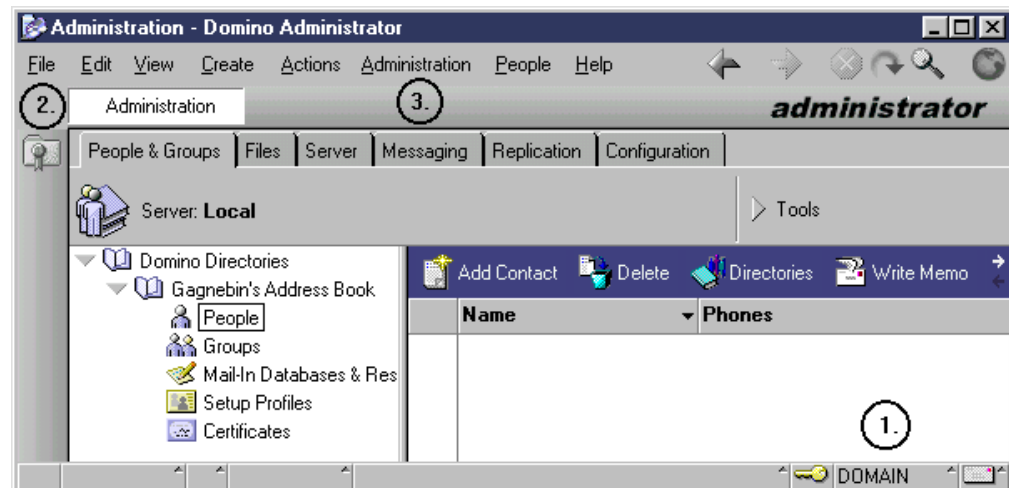 Administration - Domino Administrator
File Edit View Create Actions Administration People Help
2. Administration 3. administrator
People & Groups Files Server Messaging Replication Configuration
Server: Local Tools
Domino Directories
Gagnebin's Address Book
People
Groups
Mail-In Databases & Res
Setup Profiles
Certificates
Add Contact Delete Directories Write Memo
Name Phones
1.
DOMAIN